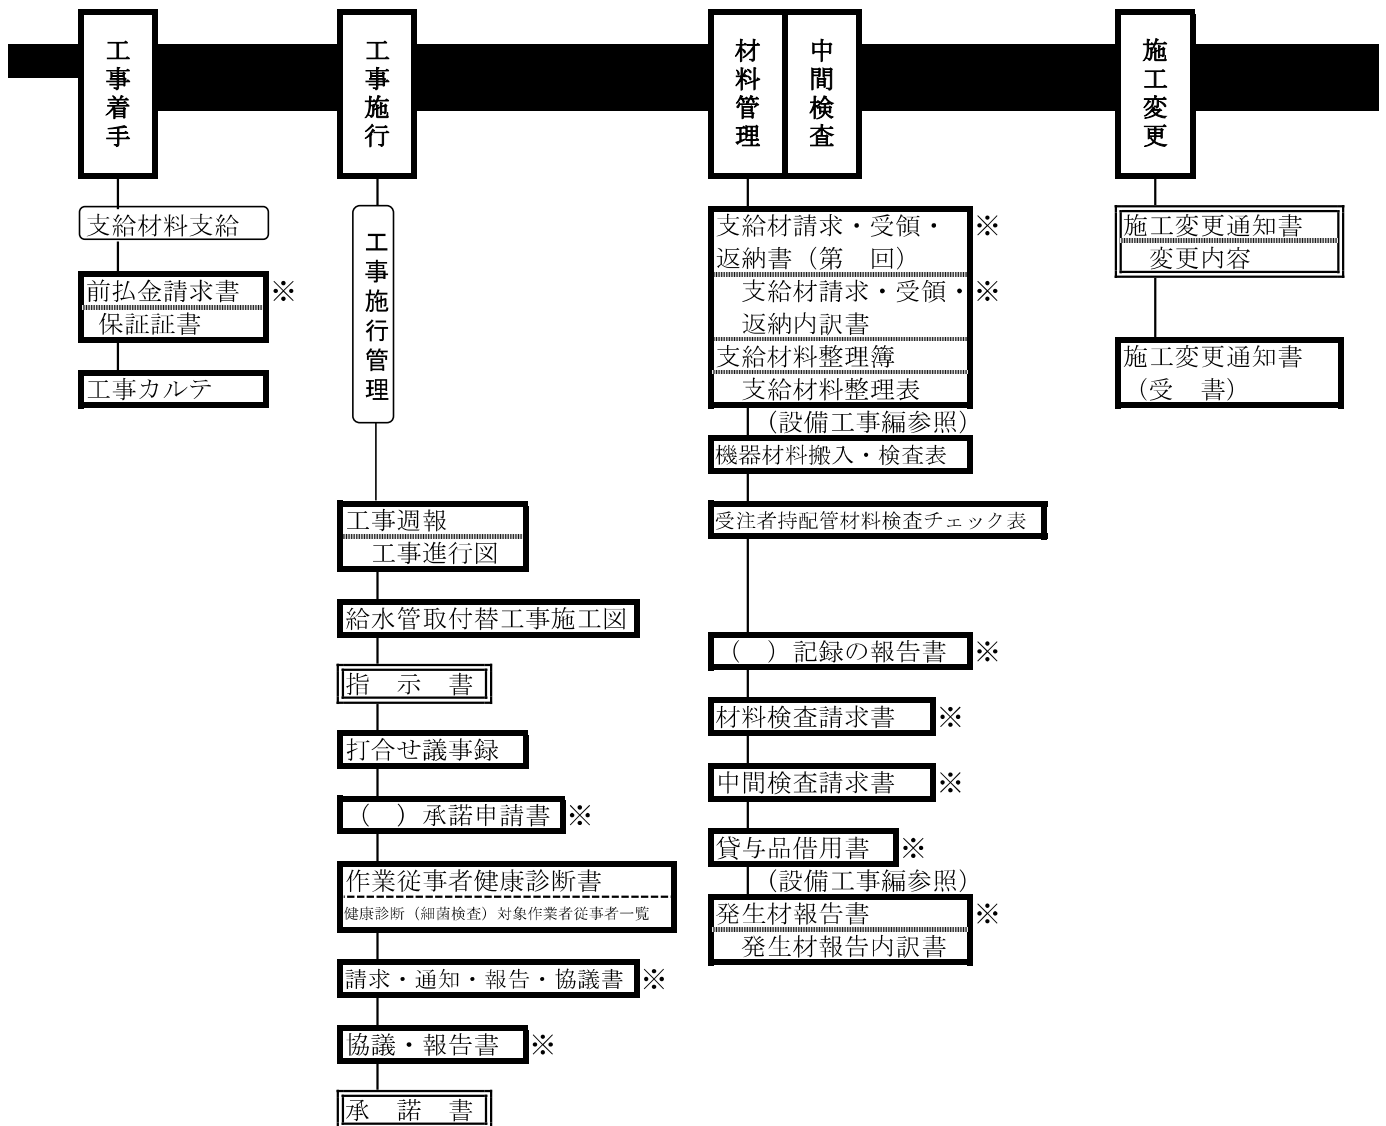 工事着手
支給材料支給
前払金請求書 ※
保証証書
工事カルテ
工事施行
工事施行管理
工事週報
工事進行図
給水管取付替工事施工図
指　示　書
打合せ議事録
（　）承諾申請書 ※
作業従事者健康診断書
健康診断（細菌検査）対象作業者従事者一覧
請求・通知・報告・協議書 ※
協議・報告書 ※
承　諾　書
材料管理
中間検査
支給材請求・受領・ ※
返納書（第　回）
支給材請求・受領・ ※
返納内訳書
支給材料整理簿
支給材料整理表
（設備工事編参照）
機器材料搬入・検査表
受注者持配管材料検査チェック表
（　）記録の報告書 ※
材料検査請求書 ※
中間検査請求書 ※
貸与品借用書 ※
（設備工事編参照）
発生材報告書 ※
発生材報告内訳書
施工変更
施工変更通知書
変更内容
施工変更通知書
（受　書）